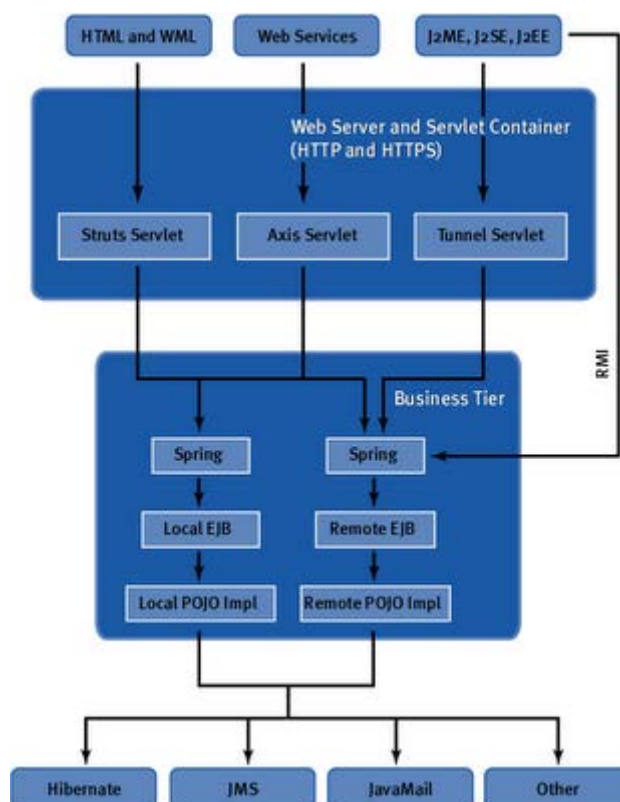 HTML and WML
Web Services
J2ME, J2SE, J2EE
Web Server and Servlet Container
(HTTP and HTTPS)
Struts Servlet
Axis Servlet
Tunnel Servlet
RMI
Business Tier
Spring
Spring
Local EJB
Remote EJB
Local POJO Impl
Remote POJO Impl
Hibernate
JMS
JavaMail
Other